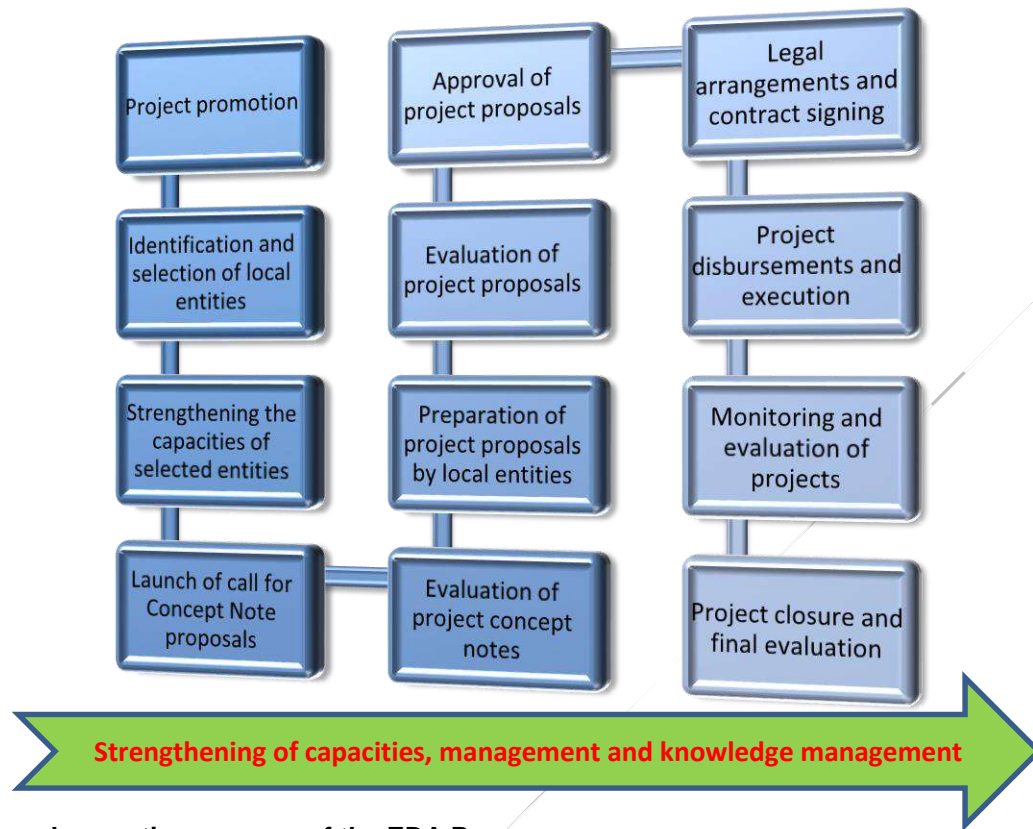 Project promotion
Identification and
selection of local
entities
Strengthening the
capacities of
selected entities
Launch of call for
Concept Note
proposals
Evaluation of
project concept
notes
Preparation of
project proposals
by local entities
Evaluation of
project proposals
Approval of
project proposals
Legal
arrangements and
contract signing
Project
disbursements and
execution
Monitoring and
evaluation of
projects
Project closure and
final evaluation
Strengthening of capacities, management and knowledge management